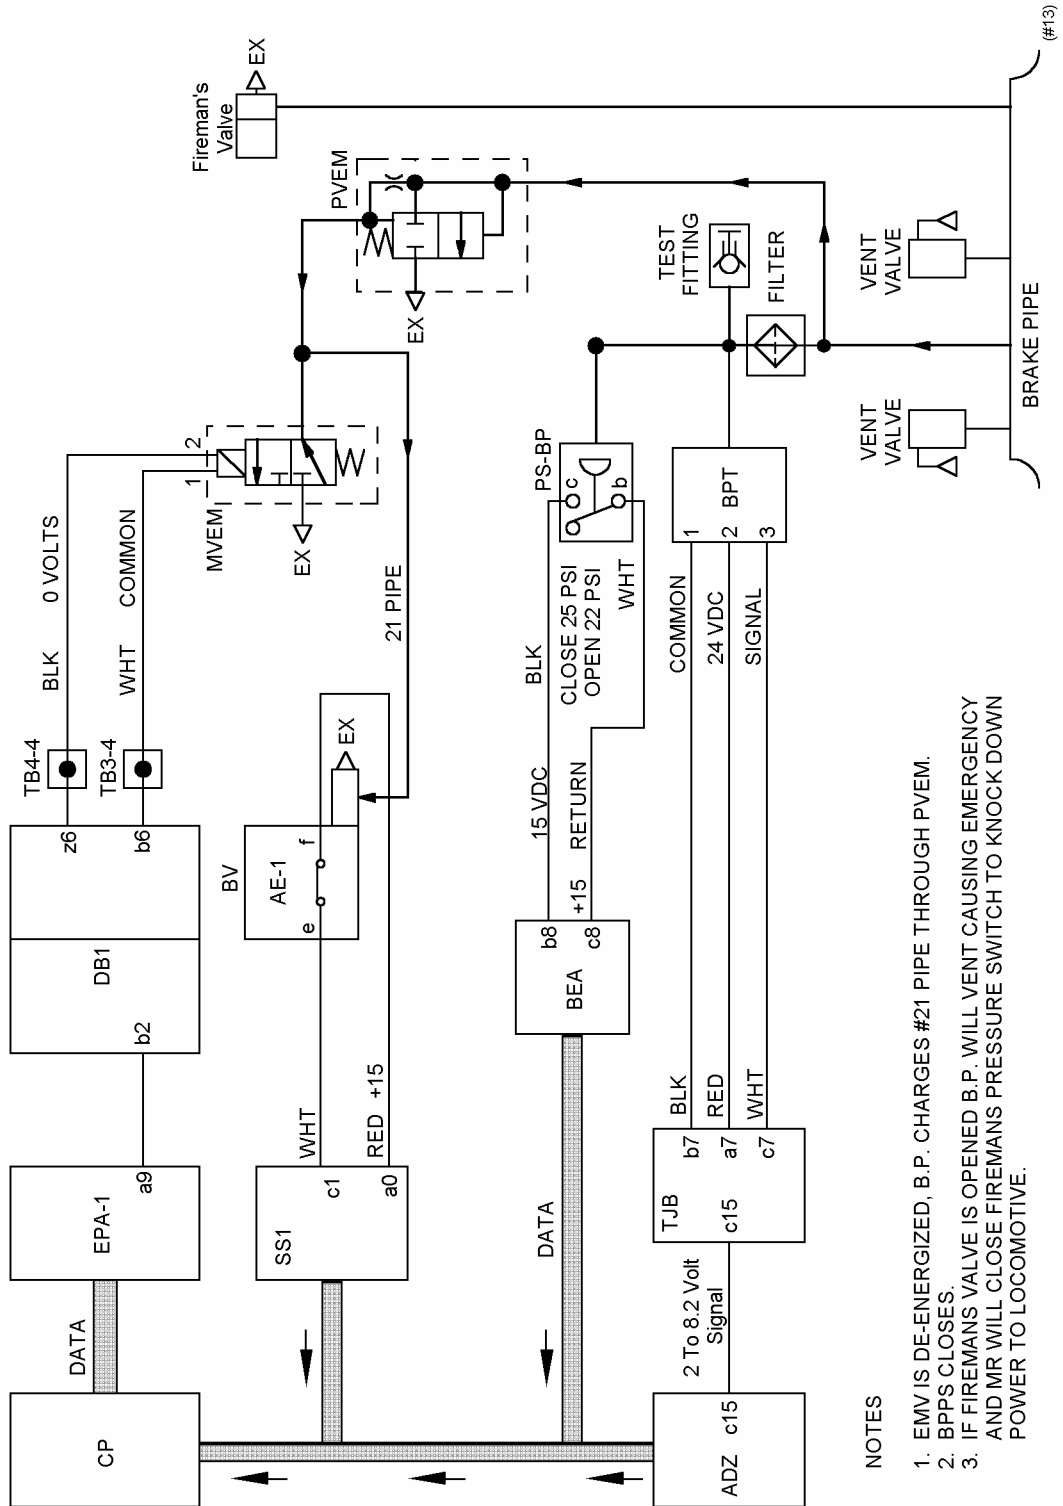 CP
DATA
EPA-1
a9
b2
DB1
z6
b6
TB4-4
TB3-4
BLK
0 VOLTS
WHT
COMMON
1
2
MVEM
EX
PVEM
EX
Fireman's
Valve
EX
SS1
c1
a0
WHT
RED +15
BV
AE-1
e
f
EX
21 PIPE
DATA
BEA
b8
c8
15 VDC
BLK
+15 RETURN
WHT
CLOSE 25 PSI
OPEN 22 PSI
PS-BP
c
b
TEST
FITTING
FILTER
ADZ
c15
2 To 8.2 Volt
Signal
TJB
c15
b7
a7
c7
BLK
RED
WHT
COMMON
24 VDC
SIGNAL
1
2
3
BPT
VENT
VALVE
VENT
VALVE
BRAKE PIPE
(#13)
NOTES
1. EMV IS DE-ENERGIZED, B.P. CHARGES #21 PIPE THROUGH PVEM.
2. BPPS CLOSES.
3. IF FIREMANS VALVE IS OPENED B.P. WILL VENT CAUSING EMERGENCY
AND MR WILL CLOSE FIREMANS PRESSURE SWITCH TO KNOCK DOWN
POWER TO LOCOMOTIVE.